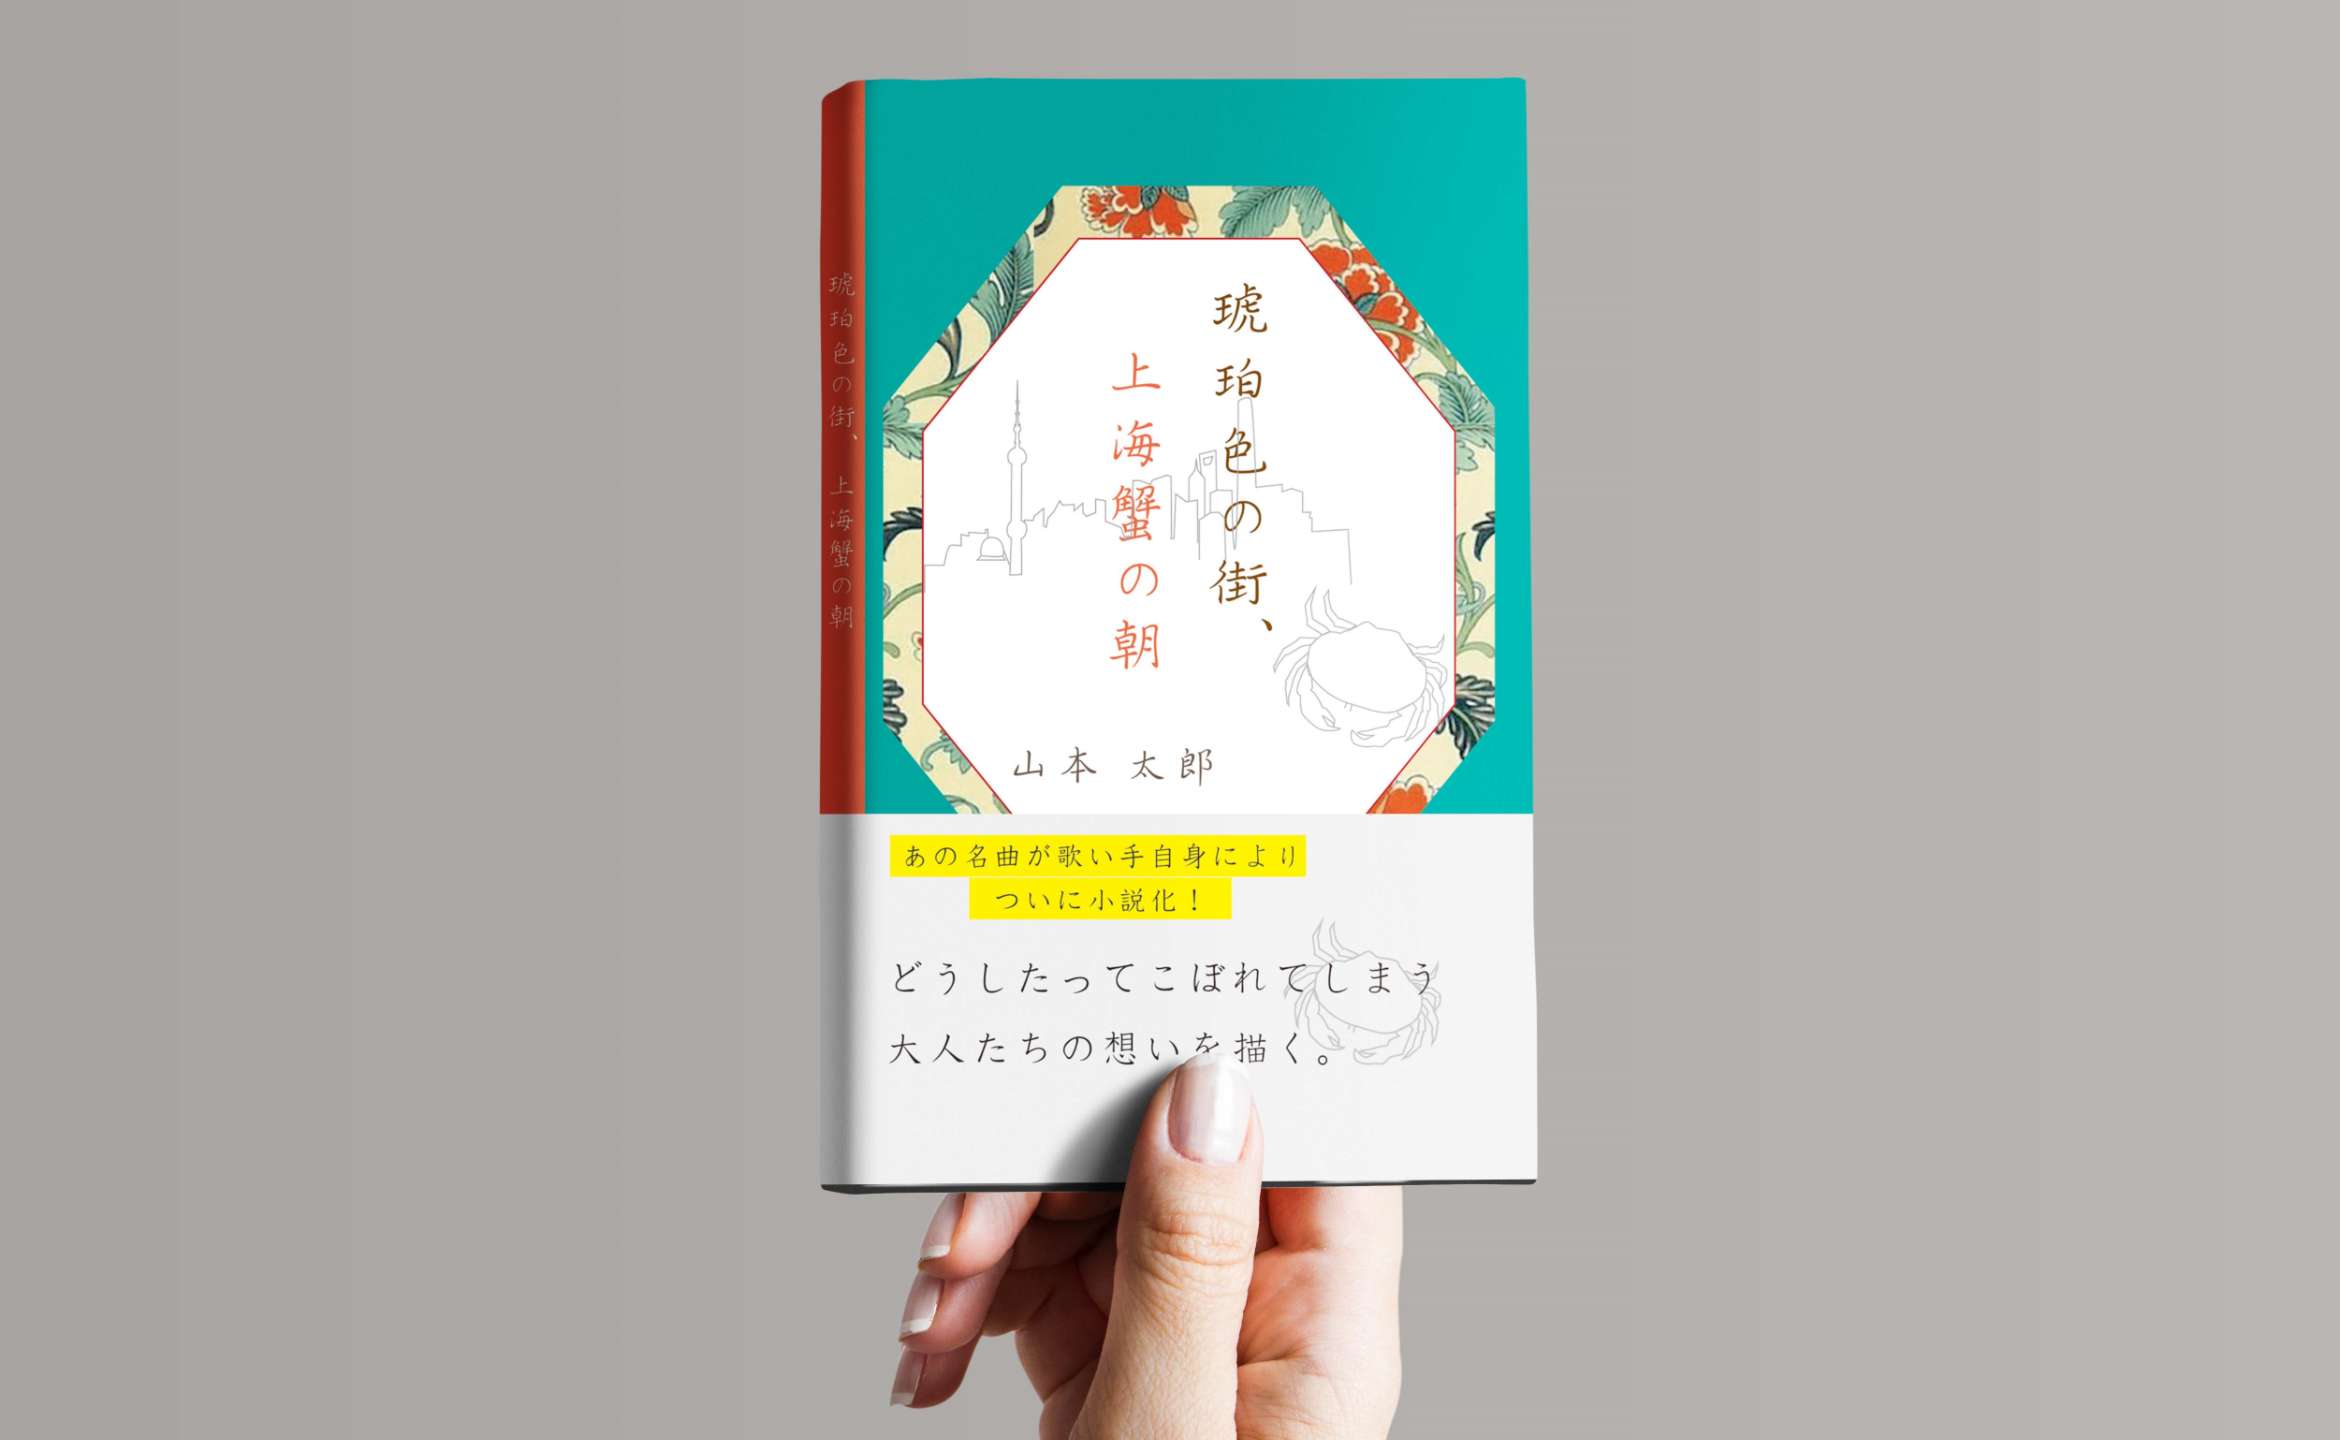 琥珀色の街、
上海蟹の朝
山本 太郎
あの名曲が歌い手自身により
ついに小説化！
どうしたってこぼれてしまう
大人たちの想いを描く。
琥珀色の街、 上海蟹の朝